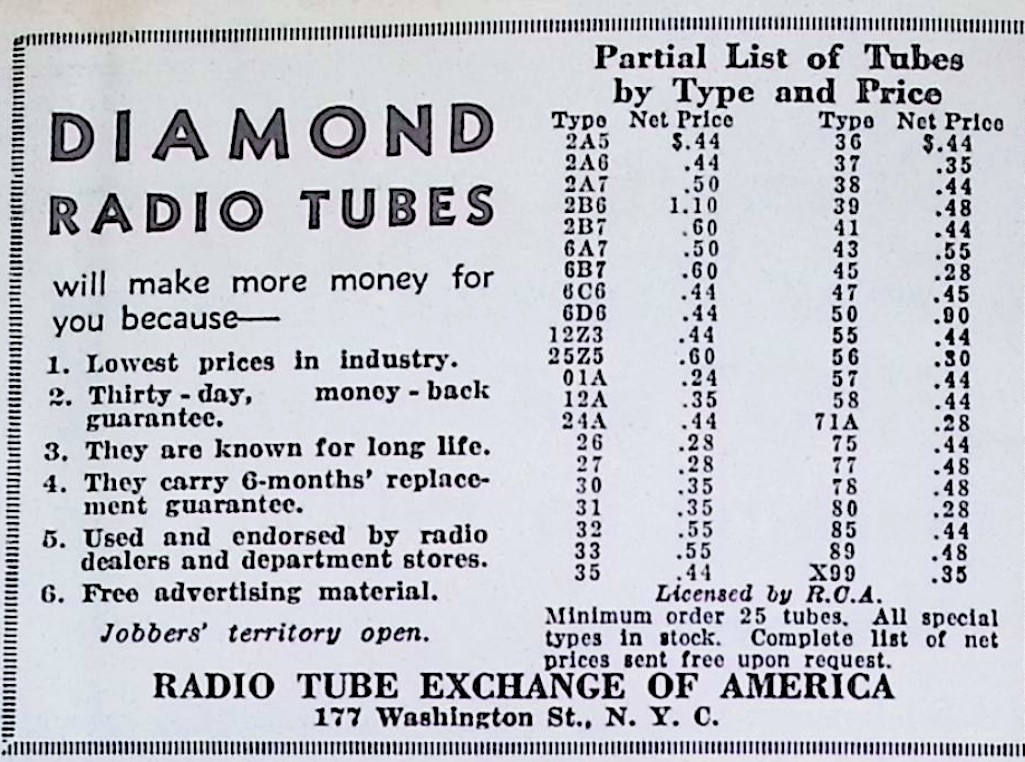 DIAMOND
RADIO TUBES
will make more money for
you because—
1. Lowest prices in industry.
2. Thirty - day, money - back
guarantee.
3. They are known for long life.
4. They carry 6-months' replace-
ment guarantee.
5. Used and endorsed by radio
dealers and department stores.
6. Free advertising material.
Jobbers' territory open.
Partial List of Tubes
by Type and Price
Type Net Price Type Net Price
2A5 $.44 36 $.44
2A6 .44 37 .35
2A7 .50 38 .44
2B6 1.10 39 .48
2B7 .60 41 .44
6A7 .50 43 .55
6B7 .60 45 .28
6C6 .44 47 .45
6D6 .44 50 .90
12Z3 .44 55 .44
25Z5 .60 56 .30
01A .24 57 .44
12A .35 58 .44
24A .44 71A .28
26 .28 75 .44
27 .28 77 .48
30 .35 78 .48
31 .35 80 .28
32 .55 85 .44
33 .55 89 .48
35 .44 X99 .35
Licensed by R.C.A.
Minimum order 25 tubes. All special
types in stock. Complete list of net
prices sent free upon request.
RADIO TUBE EXCHANGE OF AMERICA
177 Washington St., N. Y. C.